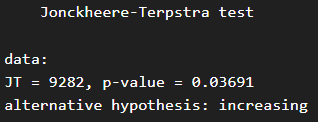 Jonckheere-Terpstra test
data:
JT = 9282, p-value = 0.03691
alternative hypothesis: increasing